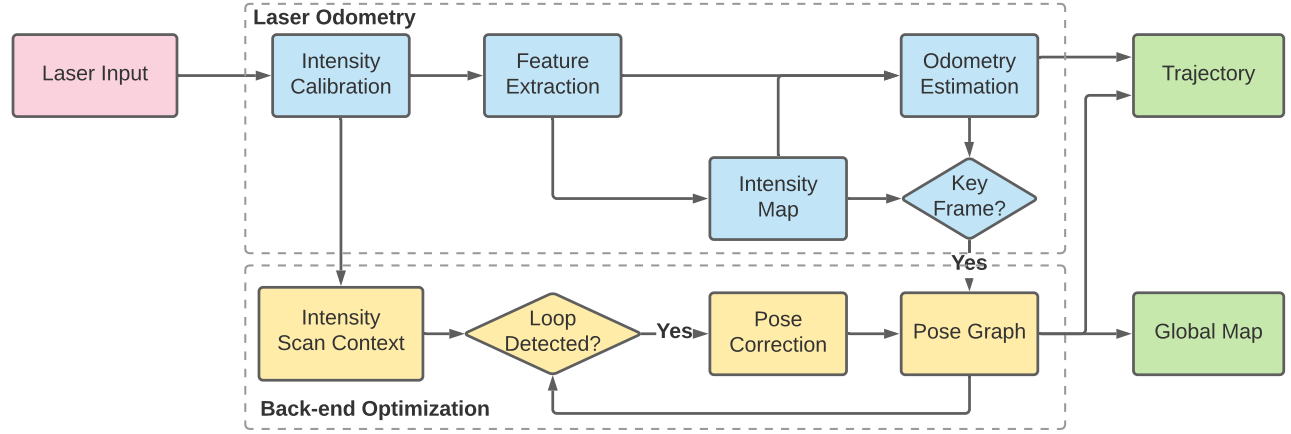 Laser Odometry
Laser Input
Intensity
Calibration
Feature
Extraction
Odometry
Estimation
Trajectory
Intensity
Map
Key
Frame?
Yes
Intensity
Scan Context
Loop
Detected?
Yes
Pose
Correction
Pose Graph
Global Map
Back-end Optimization